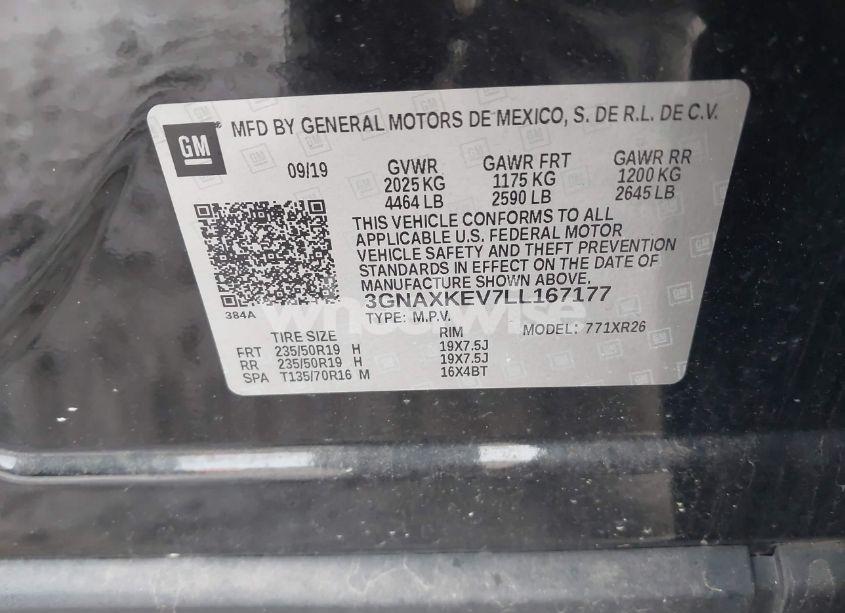 GM
MFD BY GENERAL MOTORS DE MEXICO, S. DE R.L. DE C.V.
09/19 GVWR GAWR FRT GAWR RR
2025 KG 1175 KG 1200 KG
4464 LB 2590 LB 2645 LB
THIS VEHICLE CONFORMS TO ALL
APPLICABLE U.S. FEDERAL MOTOR
VEHICLE SAFETY AND THEFT PREVENTION
STANDARDS IN EFFECT ON THE DATE OF
MANUFACTURE SHOWN ABOVE.
384A
3GNAXKEV7LL167177
TYPE: M.P.V. MODEL: 771XR26
TIRE SIZE RIM
FRT 235/50R19 H 19X7.5J
RR 235/50R19 H 19X7.5J
SPA T135/70R16 M 16X4BT